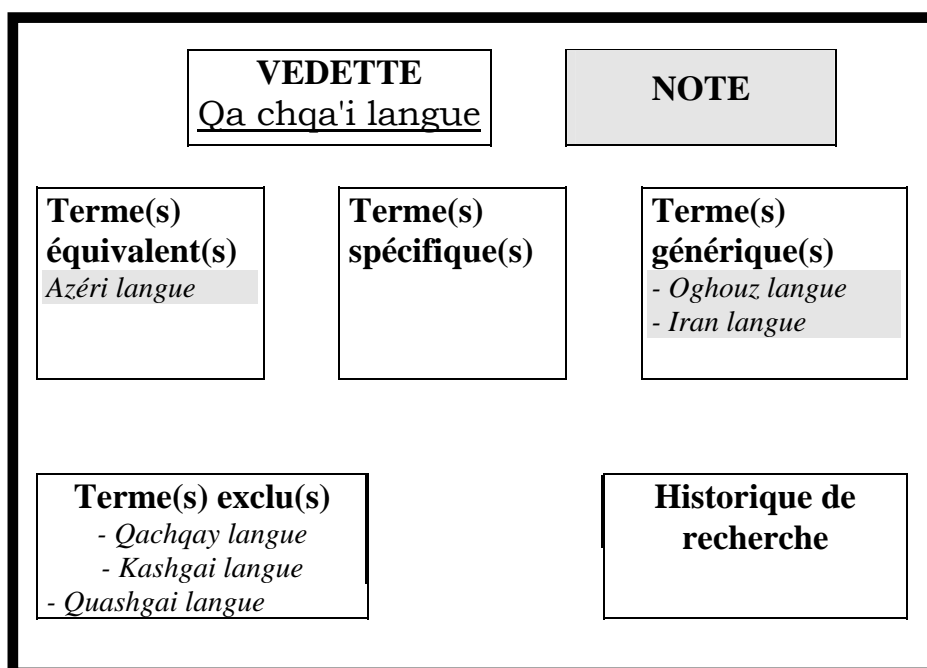 VEDETTE
Qa chqa'i langue
NOTE
Terme(s)
équivalent(s)
Azéri langue
Terme(s)
spécifique(s)
Terme(s)
générique(s)
- Oghouz langue
- Iran langue
Terme(s) exclu(s)
- Qachqay langue
- Kashgai langue
- Quashgai langue
Historique de
recherche